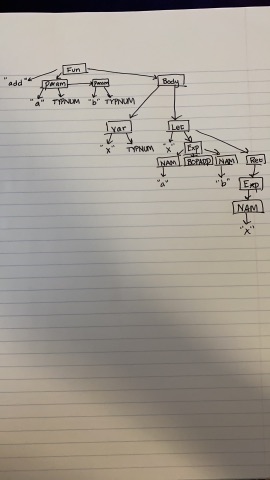 Fun
"add" Param Param Body
"a" TYPNUM "b" TYPNUM
Var Let
"x" TYPNUM "x" Exp
NAM BOPADD NAM Ret
"a" "b" Exp
NAM
"x"